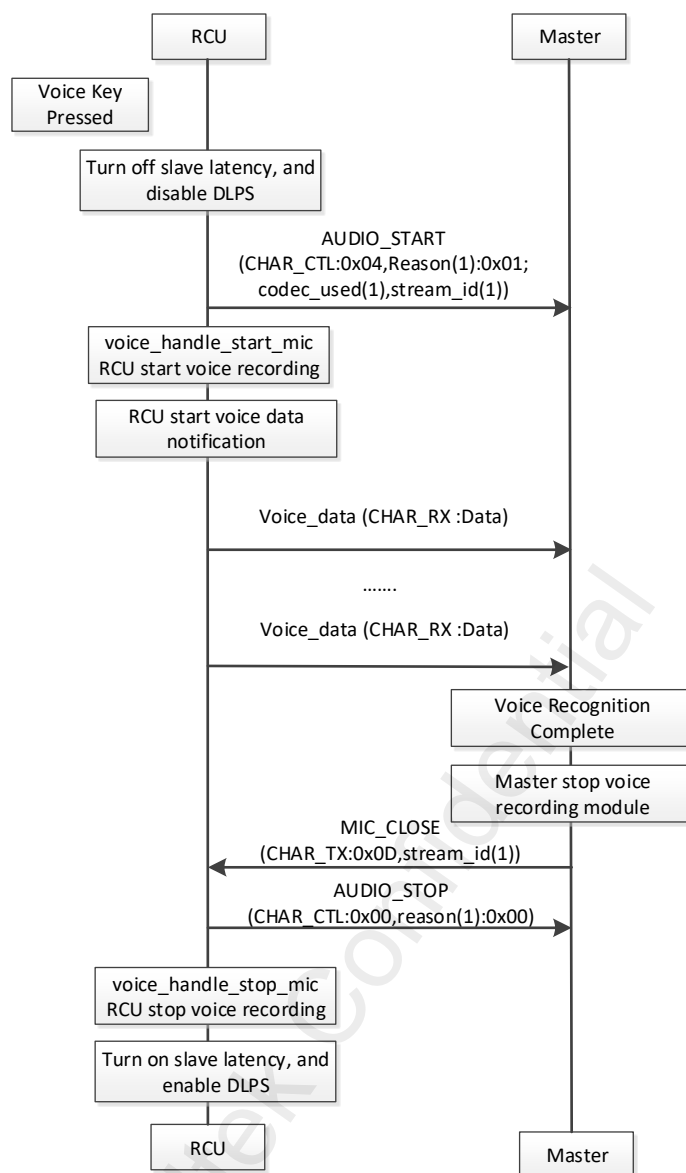 RCU
Master
Voice Key
Pressed
Turn off slave latency, and
disable DLPS
AUDIO_START
(CHAR_CTL:0x04,Reason(1):0x01;
codec_used(1),stream_id(1))
voice_handle_start_mic
RCU start voice recording
RCU start voice data
notification
Voice_data (CHAR_RX :Data)
.......
Voice_data (CHAR_RX :Data)
Voice Recognition
Complete
Master stop voice
recording module
MIC_CLOSE
(CHAR_TX:0x0D,stream_id(1))
AUDIO_STOP
(CHAR_CTL:0x00,reason(1):0x00)
voice_handle_stop_mic
RCU stop voice recording
Turn on slave latency, and
enable DLPS
RCU
Master
Confidential